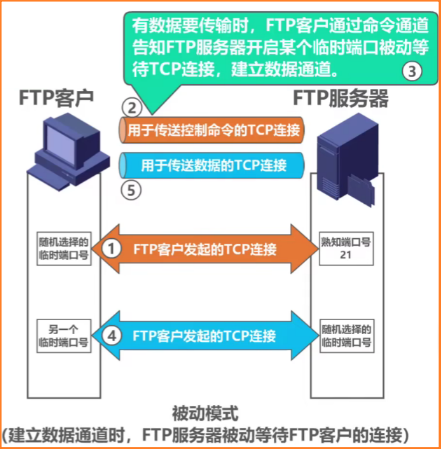 有数据要传输时，FTP客户通过命令通道
告知FTP服务器开启某个临时端口被动等
待TCP连接，建立数据通道。
③
FTP客户
②
FTP服务器
用于传送控制命令的TCP连接
用于传送数据的TCP连接
⑤
随机选择的
临时端口号
①
FTP客户发起的TCP连接
熟知端口号
21
另一个
临时端口号
④
FTP客户发起的TCP连接
随机选择的
临时端口号
被动模式
(建立数据通道时，FTP服务器被动等待FTP客户的连接)